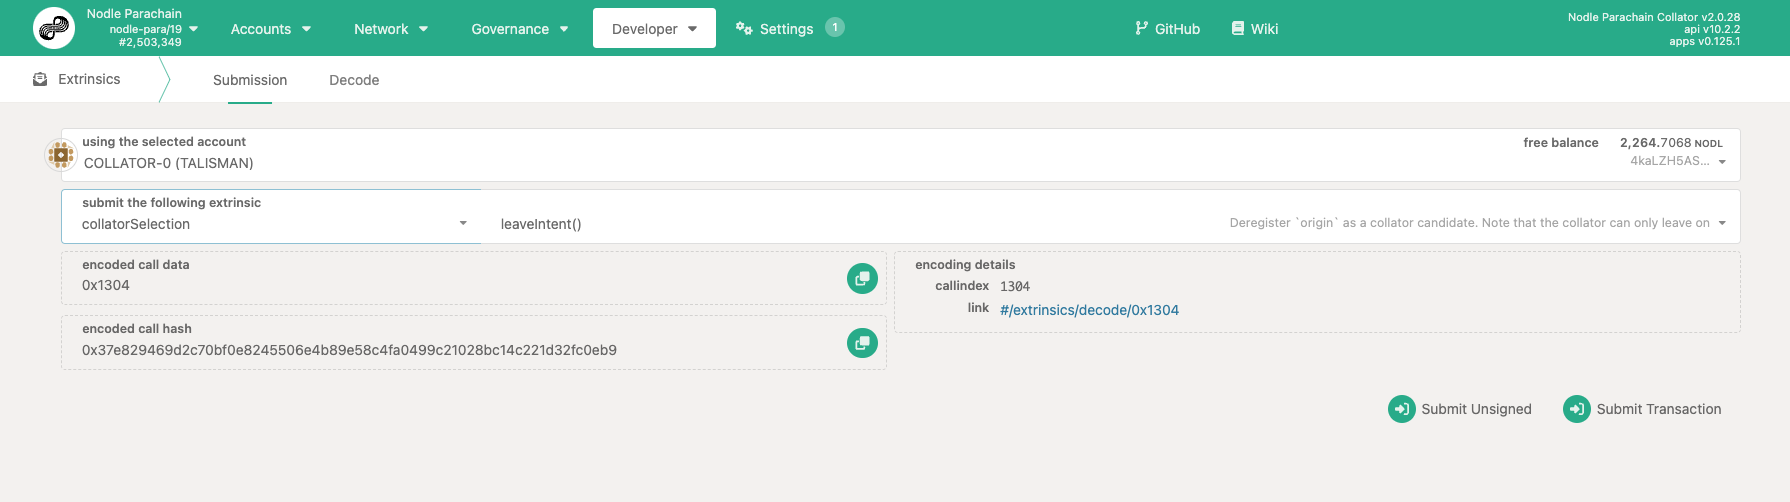 Nodle Parachain
nodle-para/19
#2,503,349
Accounts
Network
Governance
Developer
Settings
1
GitHub
Wiki
Nodle Parachain Collator v2.0.28
api v10.2.2
apps v0.125.1
Extrinsics
Submission
Decode
using the selected account
COLLATOR-0 (TALISMAN)
free balance 2,264.7068 NODL
4kaLZH5AS...
submit the following extrinsic
collatorSelection
leaveIntent()
Deregister `origin` as a collator candidate. Note that the collator can only leave on
encoded call data
0x1304
encoding details
callindex 1304
link #/extrinsics/decode/0x1304
encoded call hash
0x37e829469d2c70bf0e8245506e4b89e58c4fa0499c21028bc14c221d32fc0eb9
Submit Unsigned
Submit Transaction